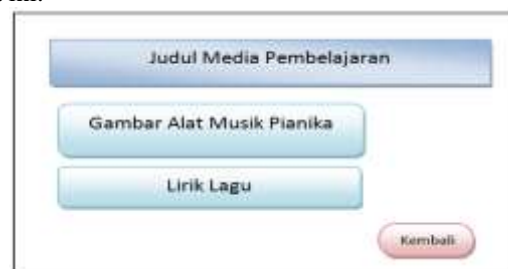 Judul Media Pembelajaran
Gambar Alat Musik Pianika
Lirik Lagu
Kembali